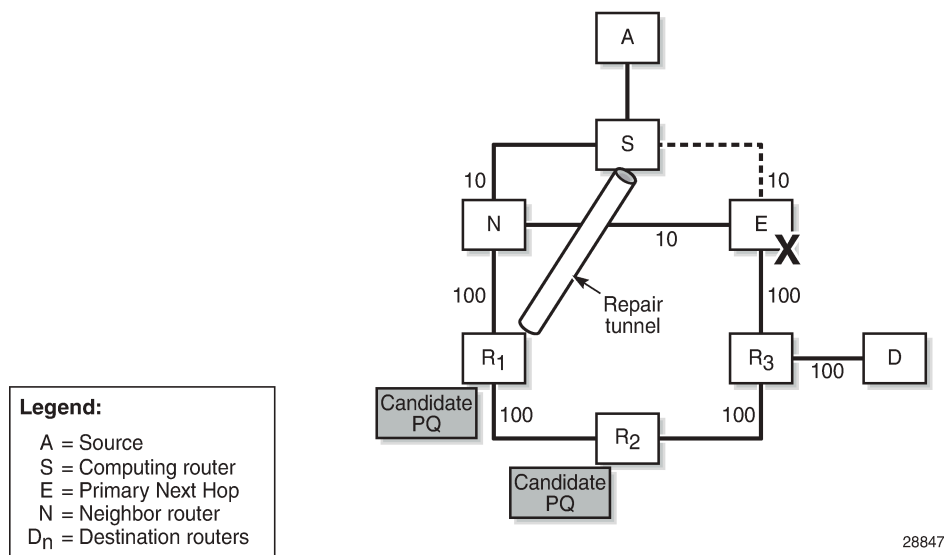 A
S
10
10
N
E
10
X
100
100
Repair
tunnel
R1
R3
D
100
Candidate
PQ
100
100
R2
Candidate
PQ
Legend:
A = Source
S = Computing router
E = Primary Next Hop
N = Neighbor router
Dn = Destination routers
28847